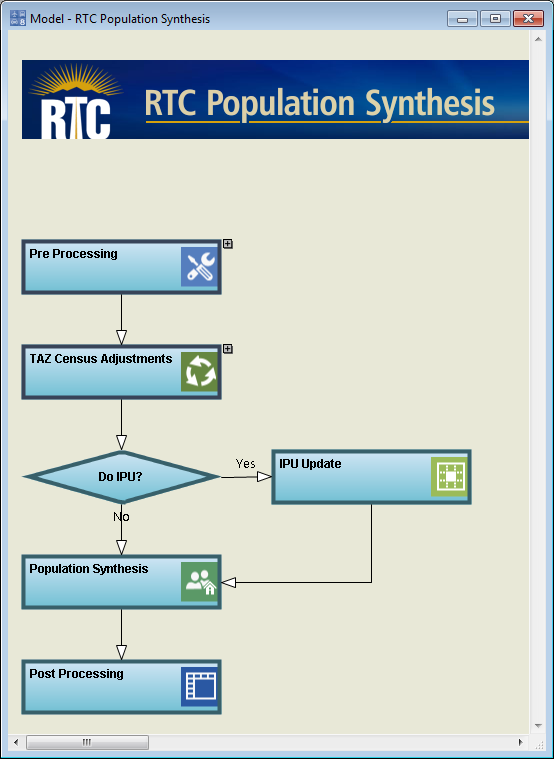 Model - RTC Population Synthesis
RTC
RTC Population Synthesis
Pre Processing
TAZ Census Adjustments
Do IPU?
Yes
IPU Update
No
Population Synthesis
Post Processing